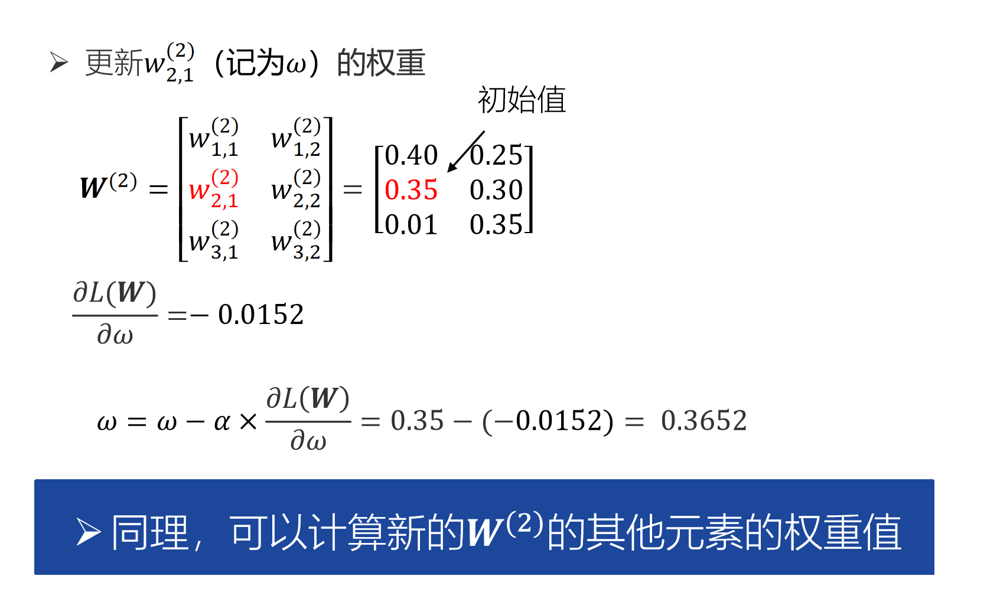 ➢ 更新$w_{2,1}^{(2)}$（记为$\omega$）的权重
初始值
$\boldsymbol{W}^{(2)} = \begin{bmatrix} w_{1,1}^{(2)} & w_{1,2}^{(2)} \\ w_{2,1}^{(2)} & w_{2,2}^{(2)} \\ w_{3,1}^{(2)} & w_{3,2}^{(2)} \end{bmatrix} = \begin{bmatrix} 0.40 & 0.25 \\ 0.35 & 0.30 \\ 0.01 & 0.35 \end{bmatrix}$
$\frac{\partial L(\boldsymbol{W})}{\partial \omega} = -0.0152$
$\omega = \omega - \alpha \times \frac{\partial L(\boldsymbol{W})}{\partial \omega} = 0.35 - (-0.0152) = 0.3652$
➢ 同理，可以计算新的$\boldsymbol{W}^{(2)}$的其他元素的权重值